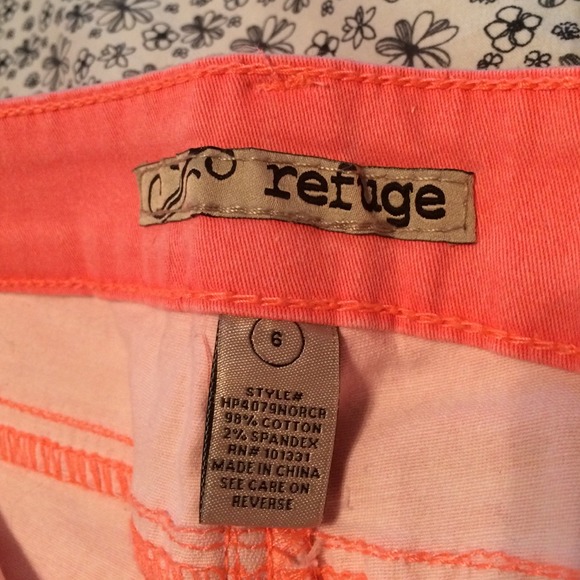 refuge
6
STYLE#
HP4079NORCR
98% COTTON
2% SPANDEX
RN# 101331
MADE IN CHINA
SEE CARE ON
REVERSE